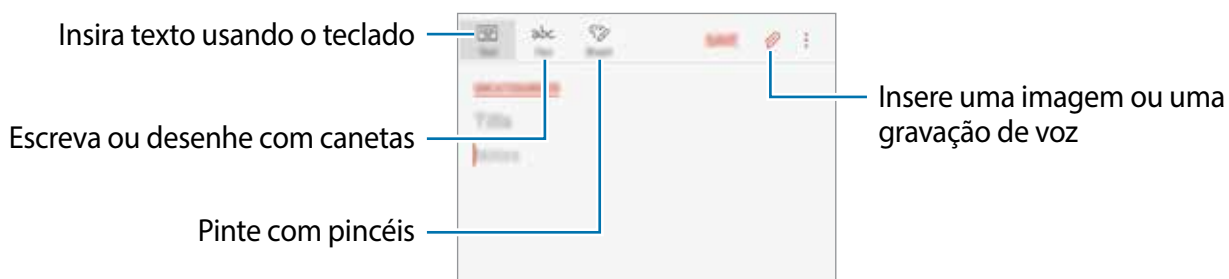 Insira texto usando o teclado
abc
Escreva ou desenhe com canetas
Pinte com pincéis
Insere uma imagem ou uma
gravação de voz